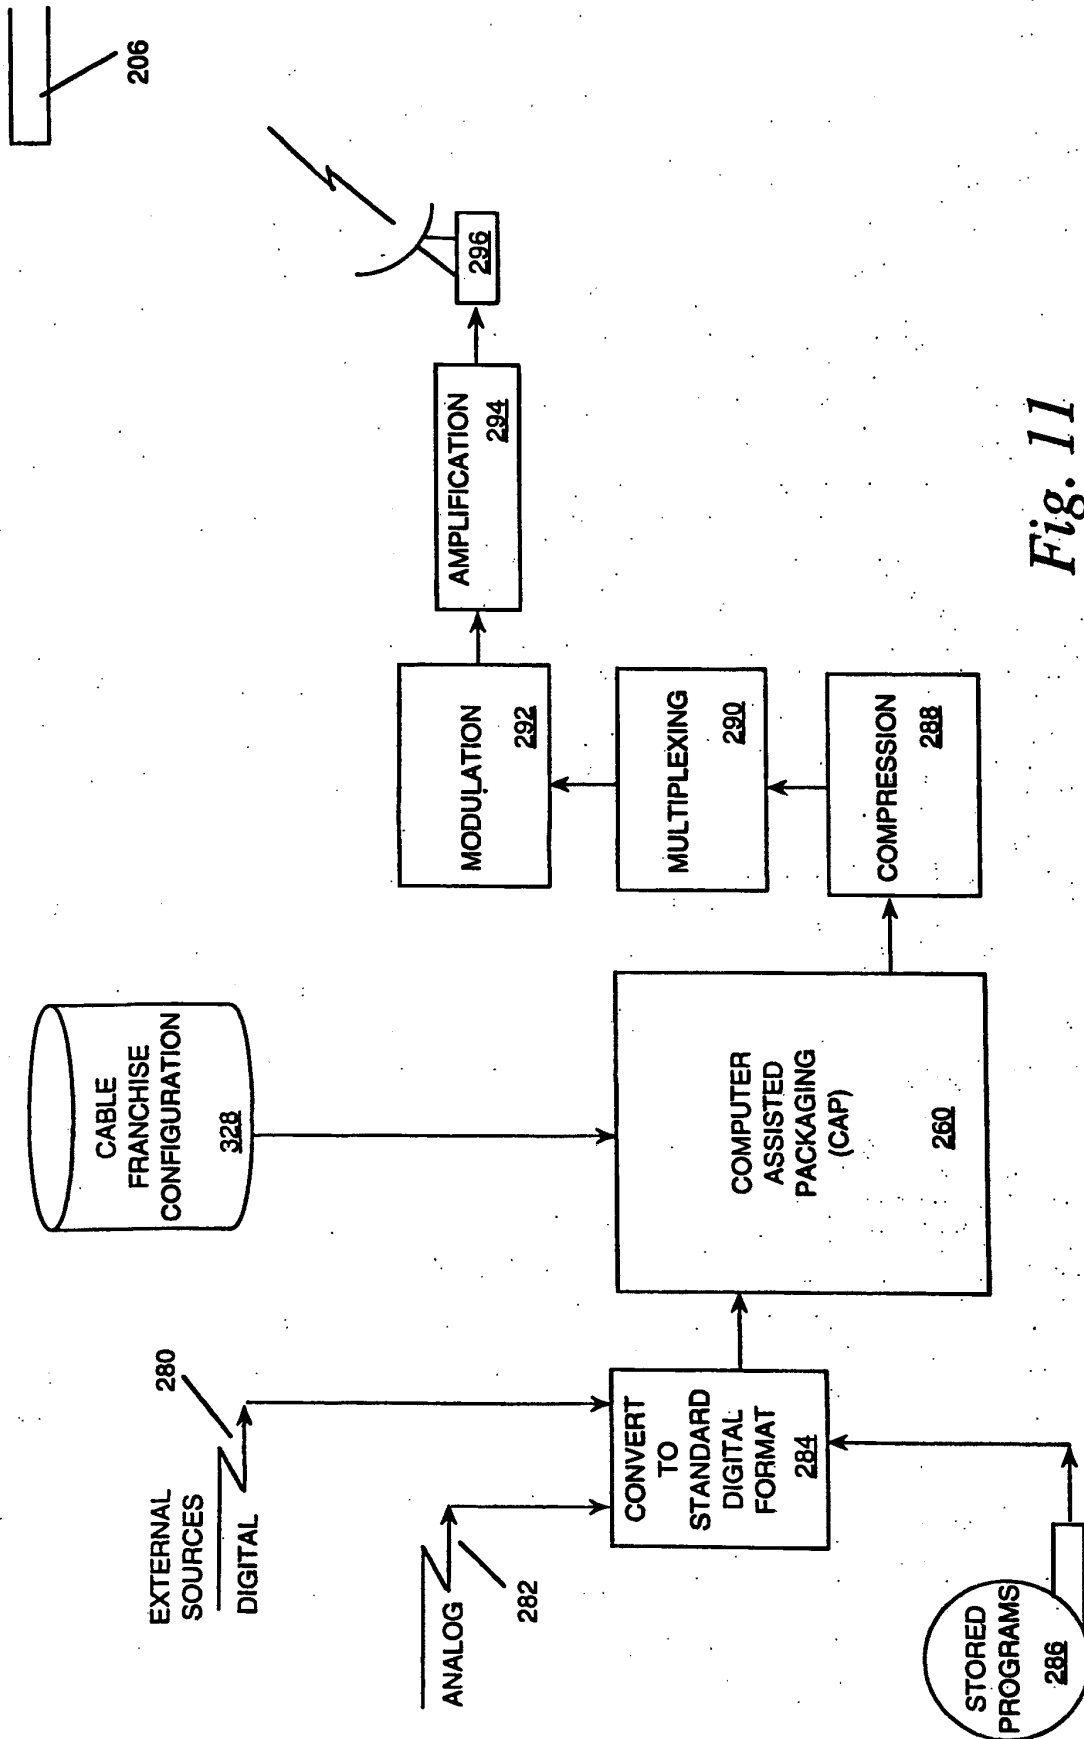 206
EXTERNAL
SOURCES
DIGITAL
280
ANALOG
282
STORED
PROGRAMS
286
CONVERT
TO
STANDARD
DIGITAL
FORMAT
284
CABLE
FRANCHISE
CONFIGURATION
328
COMPUTER
ASSISTED
PACKAGING
(CAP)
260
COMPRESSION
288
MULTIPLEXING
290
MODULATION
292
AMPLIFICATION
294
296
Fig. 11